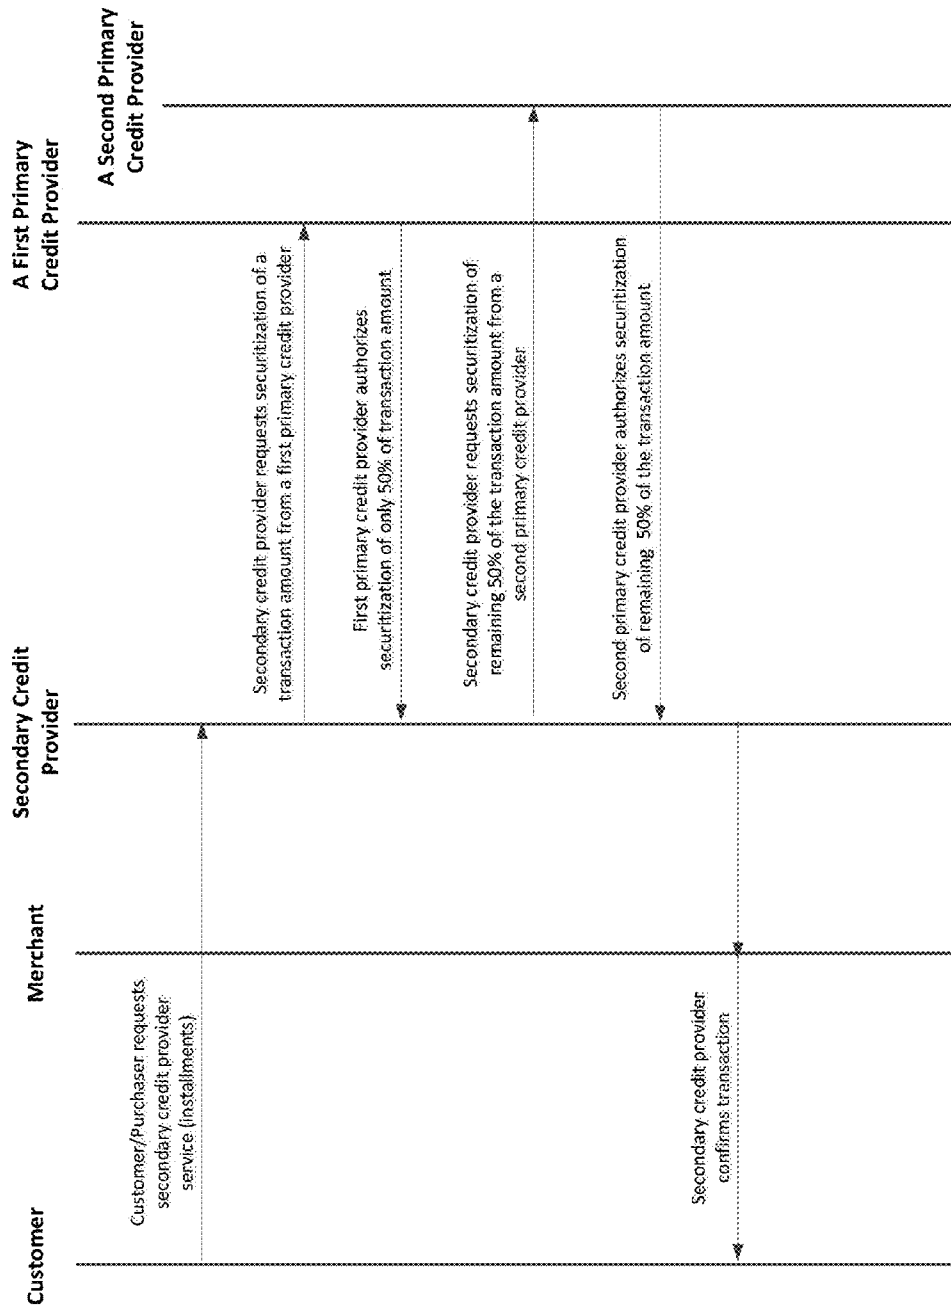 Customer
Merchant
Secondary Credit
Provider
A First Primary
Credit Provider
A Second Primary
Credit Provider
Customer/Purchaser requests
secondary credit provider
service (installments)
Secondary credit provider requests securitization of a
transaction amount from a first primary credit provider
First primary credit provider authorizes
securitization of only 50% of transaction amount
Secondary credit provider requests securitization of
remaining 50% of the transaction amount from a
second primary credit provider
Second primary credit provider authorizes securitization
of remaining 50% of the transaction amount
Secondary credit provider
confirms transaction